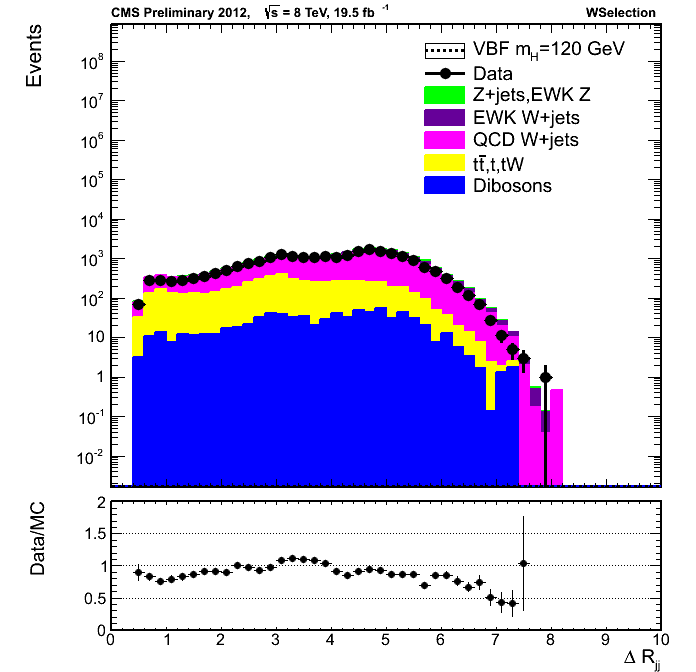 CMS Preliminary 2012, √s = 8 TeV, 19.5 fb⁻¹ WSelection
Events
10⁸
10⁷
10⁶
10⁵
10⁴
10³
10²
10
1
10⁻¹
10⁻²
VBF m_H=120 GeV
Data
Z+jets,EWK Z
EWK W+jets
QCD W+jets
tt̄,t,tW
Dibosons
Data/MC
2
1.5
1
0.5
0
0 1 2 3 4 5 6 7 8 9 10
Δ R_jj